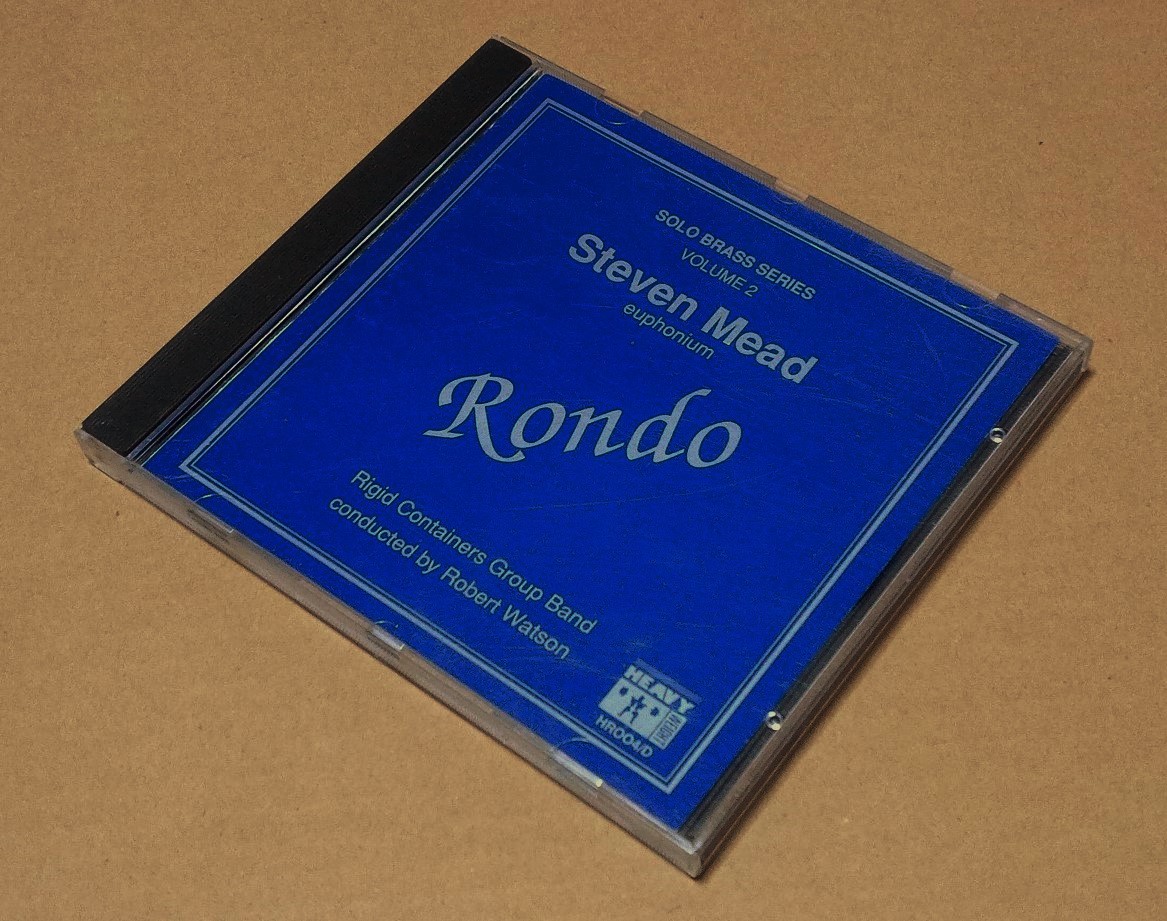 SOLO BRASS SERIES
VOLUME 2
Steven Mead
euphonium
Rondo
Rigid Containers Group Band
conducted by Robert Watson
HEAVY
WEIGHT
HR004/D